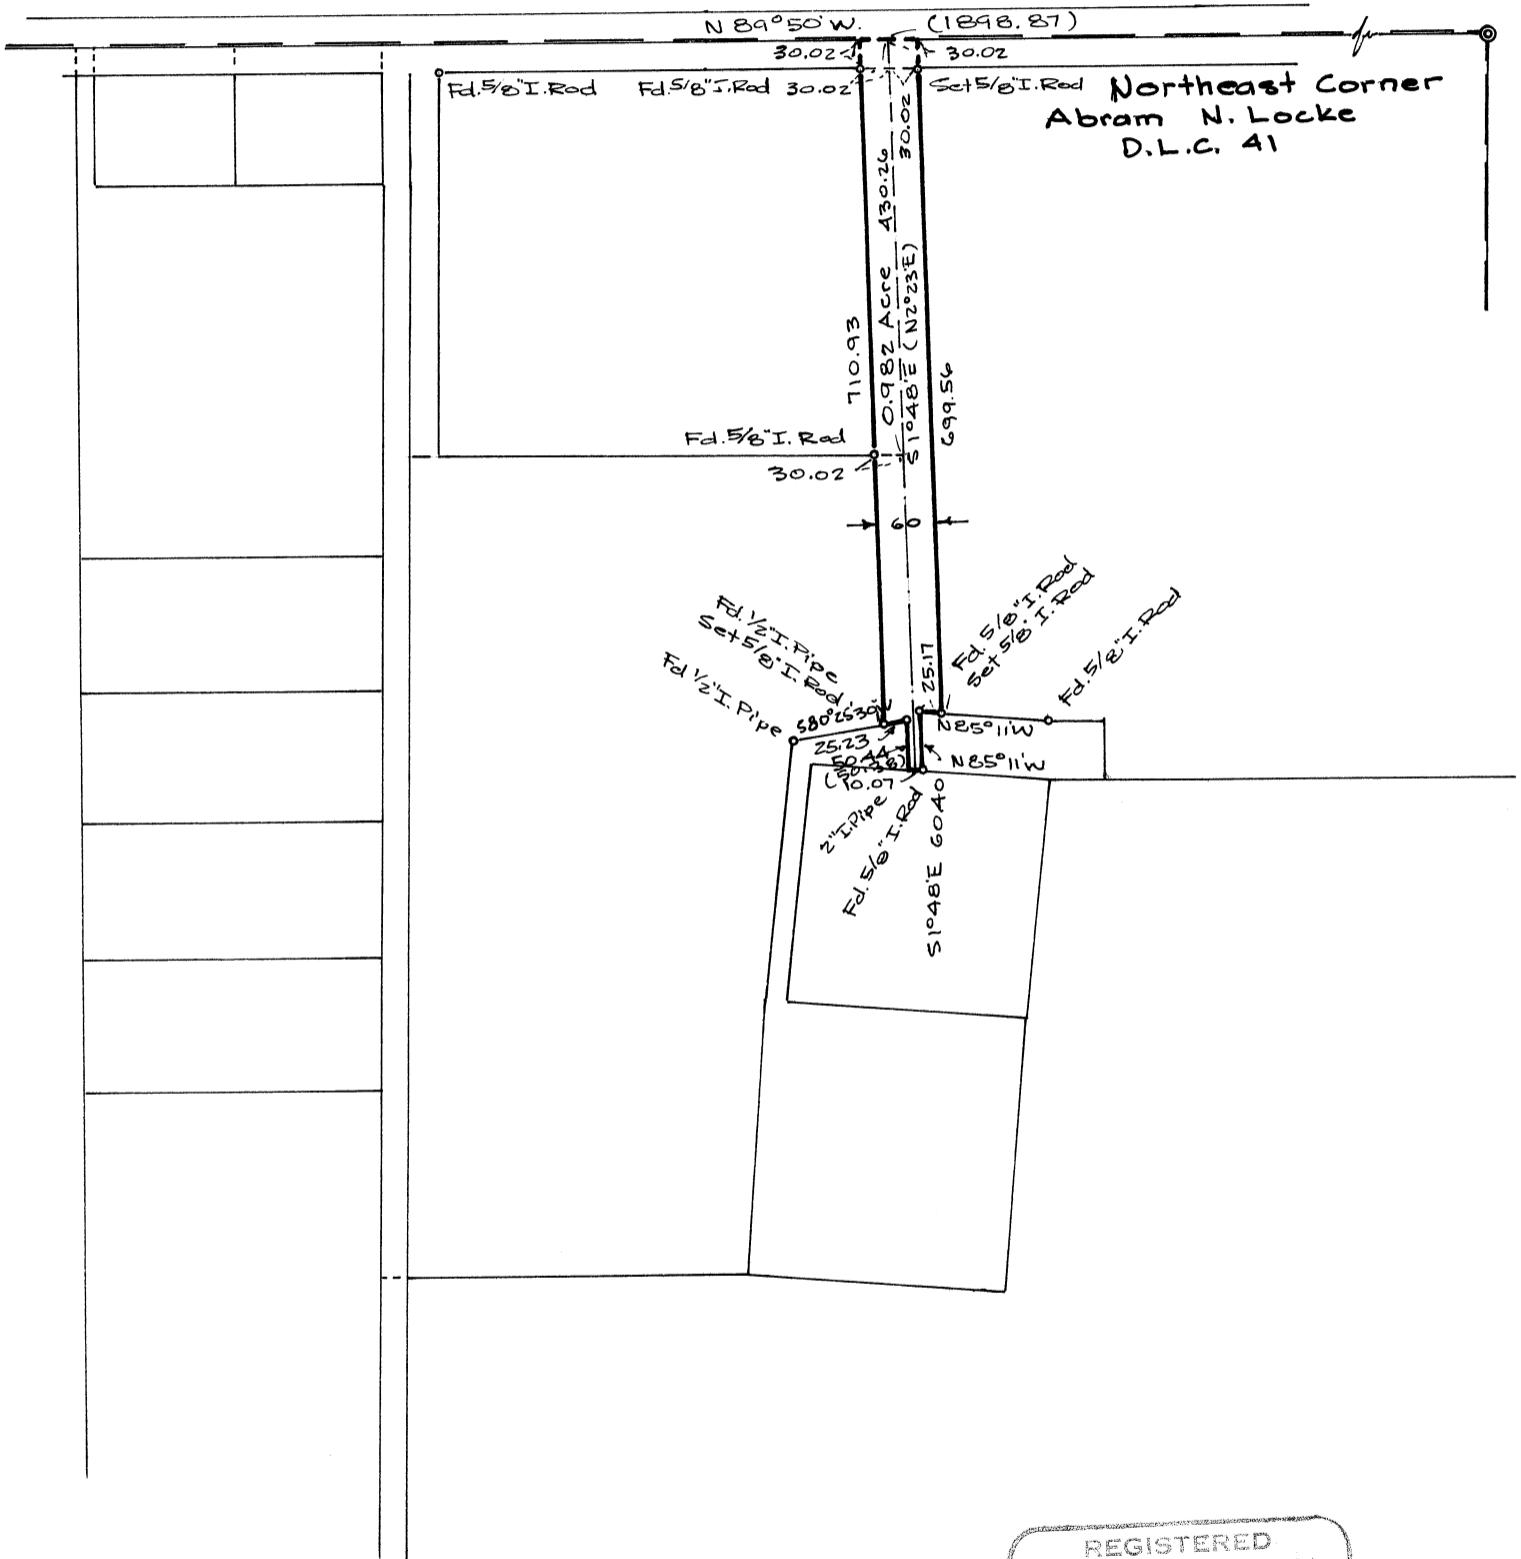 N 89°50' W. (1898.87)
30.02 30.02
Fd. 5/8" I. Rod Fd. 5/8" I. Rod 30.02 Set 5/8" I. Rod
Northeast Corner
Abram N. Locke
D.L.C. 41
30.02
430.26
0.982 Acre
S1°48'E (N2°23'E)
710.93
699.56
Fd. 5/8" I. Rod
30.02
60
Fd. 1/2" I. Pipe
Set 5/8" I. Rod
Fd 1/2" I. Pipe
S80°25'30"W
25.23
50.44
(50.38)
10.07
25.17
Fd. 5/8" I. Rod
Set 5/8" I. Rod
Fd. 5/8" I. Rod
N85°11'W
N85°11'W
2" I. Pipe
Fd. 5/8" I. Rod
S1°48'E 60.40
REGISTERED